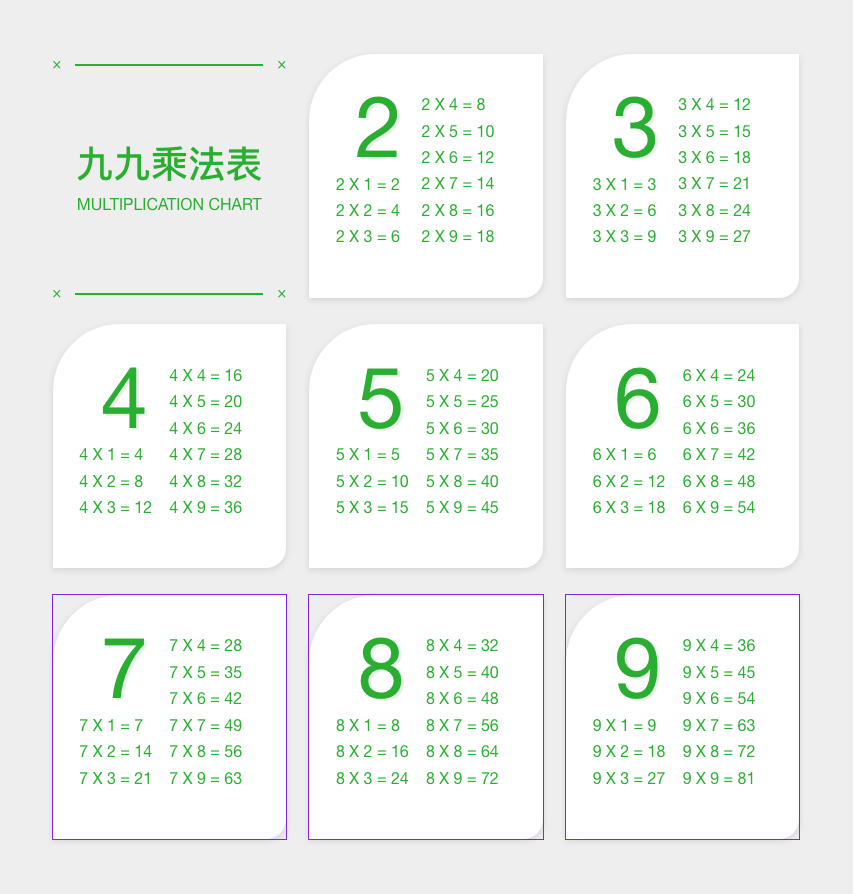 ×
×
九九乘法表
MULTIPLICATION CHART
×
×
2
2 X 1 = 2
2 X 2 = 4
2 X 3 = 6
2 X 4 = 8
2 X 5 = 10
2 X 6 = 12
2 X 7 = 14
2 X 8 = 16
2 X 9 = 18
3
3 X 1 = 3
3 X 2 = 6
3 X 3 = 9
3 X 4 = 12
3 X 5 = 15
3 X 6 = 18
3 X 7 = 21
3 X 8 = 24
3 X 9 = 27
4
4 X 1 = 4
4 X 2 = 8
4 X 3 = 12
4 X 4 = 16
4 X 5 = 20
4 X 6 = 24
4 X 7 = 28
4 X 8 = 32
4 X 9 = 36
5
5 X 1 = 5
5 X 2 = 10
5 X 3 = 15
5 X 4 = 20
5 X 5 = 25
5 X 6 = 30
5 X 7 = 35
5 X 8 = 40
5 X 9 = 45
6
6 X 1 = 6
6 X 2 = 12
6 X 3 = 18
6 X 4 = 24
6 X 5 = 30
6 X 6 = 36
6 X 7 = 42
6 X 8 = 48
6 X 9 = 54
7
7 X 1 = 7
7 X 2 = 14
7 X 3 = 21
7 X 4 = 28
7 X 5 = 35
7 X 6 = 42
7 X 7 = 49
7 X 8 = 56
7 X 9 = 63
8
8 X 1 = 8
8 X 2 = 16
8 X 3 = 24
8 X 4 = 32
8 X 5 = 40
8 X 6 = 48
8 X 7 = 56
8 X 8 = 64
8 X 9 = 72
9
9 X 1 = 9
9 X 2 = 18
9 X 3 = 27
9 X 4 = 36
9 X 5 = 45
9 X 6 = 54
9 X 7 = 63
9 X 8 = 72
9 X 9 = 81